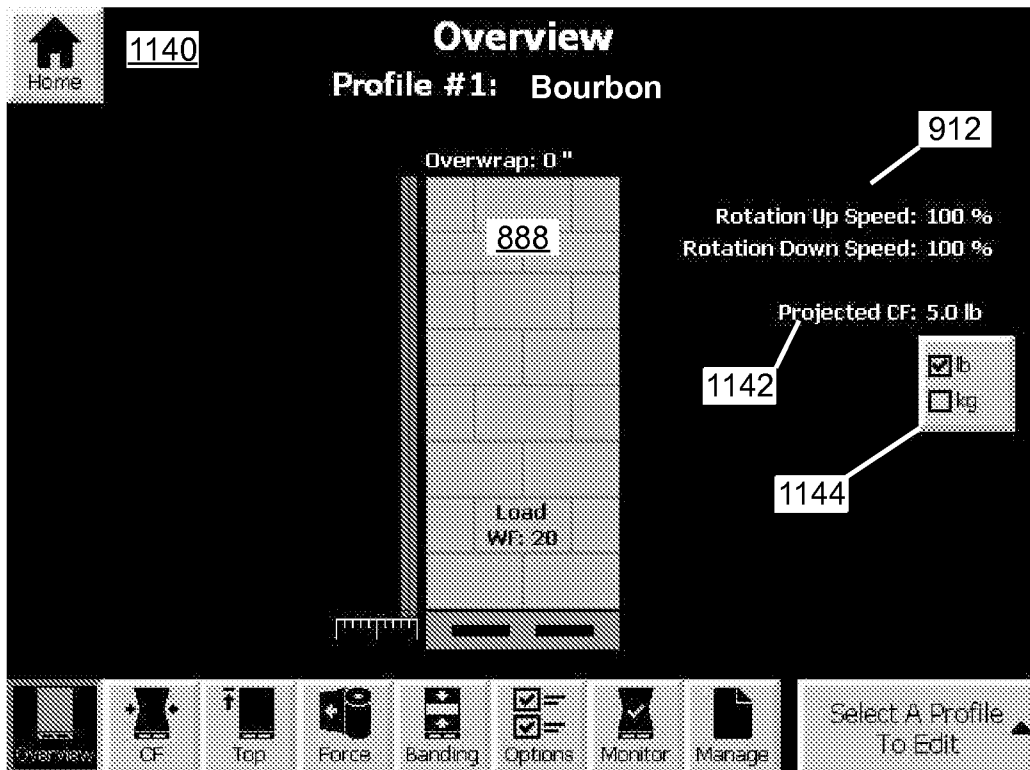 Home
1140
Overview
Profile #1: Bourbon
912
Overwrap: 0 "
Rotation Up Speed: 100 %
888
Rotation Down Speed: 100 %
Projected CF: 5.0 lb
lb
1142
kg
1144
Load
WF: 20
Overview
CF
Top
Force
Banding
Options
Monitor
Manage
Select A Profile
To Edit